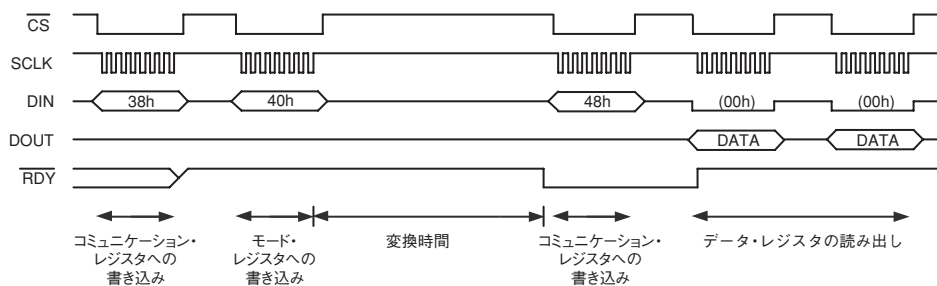 CS
SCLK
DIN
38h
40h
48h
(00h)
(00h)
DOUT
DATA
DATA
RDY
コミュニケーション・
レジスタへの
書き込み
モード・
レジスタへの
書き込み
変換時間
コミュニケーション・
レジスタへの
書き込み
データ・レジスタの読み出し